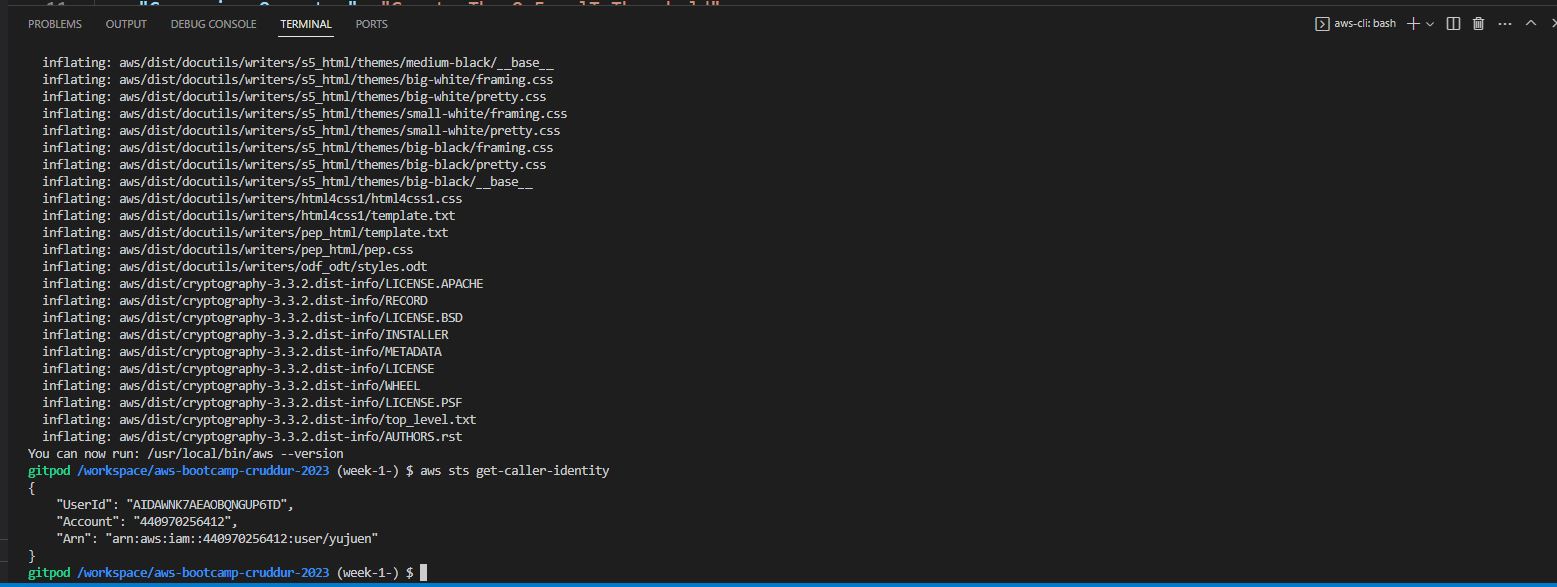 PROBLEMS OUTPUT DEBUG CONSOLE TERMINAL PORTS aws-cli: bash
inflating: aws/dist/docutils/writers/s5_html/themes/medium-black/__base__
inflating: aws/dist/docutils/writers/s5_html/themes/big-white/framing.css
inflating: aws/dist/docutils/writers/s5_html/themes/big-white/pretty.css
inflating: aws/dist/docutils/writers/s5_html/themes/small-white/framing.css
inflating: aws/dist/docutils/writers/s5_html/themes/small-white/pretty.css
inflating: aws/dist/docutils/writers/s5_html/themes/big-black/framing.css
inflating: aws/dist/docutils/writers/s5_html/themes/big-black/pretty.css
inflating: aws/dist/docutils/writers/s5_html/themes/big-black/__base__
inflating: aws/dist/docutils/writers/html4css1/html4css1.css
inflating: aws/dist/docutils/writers/html4css1/template.txt
inflating: aws/dist/docutils/writers/pep_html/template.txt
inflating: aws/dist/docutils/writers/pep_html/pep.css
inflating: aws/dist/docutils/writers/odf_odt/styles.odt
inflating: aws/dist/cryptography-3.3.2.dist-info/LICENSE.APACHE
inflating: aws/dist/cryptography-3.3.2.dist-info/RECORD
inflating: aws/dist/cryptography-3.3.2.dist-info/LICENSE.BSD
inflating: aws/dist/cryptography-3.3.2.dist-info/INSTALLER
inflating: aws/dist/cryptography-3.3.2.dist-info/METADATA
inflating: aws/dist/cryptography-3.3.2.dist-info/LICENSE
inflating: aws/dist/cryptography-3.3.2.dist-info/WHEEL
inflating: aws/dist/cryptography-3.3.2.dist-info/LICENSE.PSF
inflating: aws/dist/cryptography-3.3.2.dist-info/top_level.txt
inflating: aws/dist/cryptography-3.3.2.dist-info/AUTHORS.rst
You can now run: /usr/local/bin/aws --version
gitpod /workspace/aws-bootcamp-cruddur-2023 (week-1-) $ aws sts get-caller-identity
{
"UserId": "AIDAWNK7AEAOBQNGUP6TD",
"Account": "440970256412",
"Arn": "arn:aws:iam::440970256412:user/yujuen"
}
gitpod /workspace/aws-bootcamp-cruddur-2023 (week-1-) $